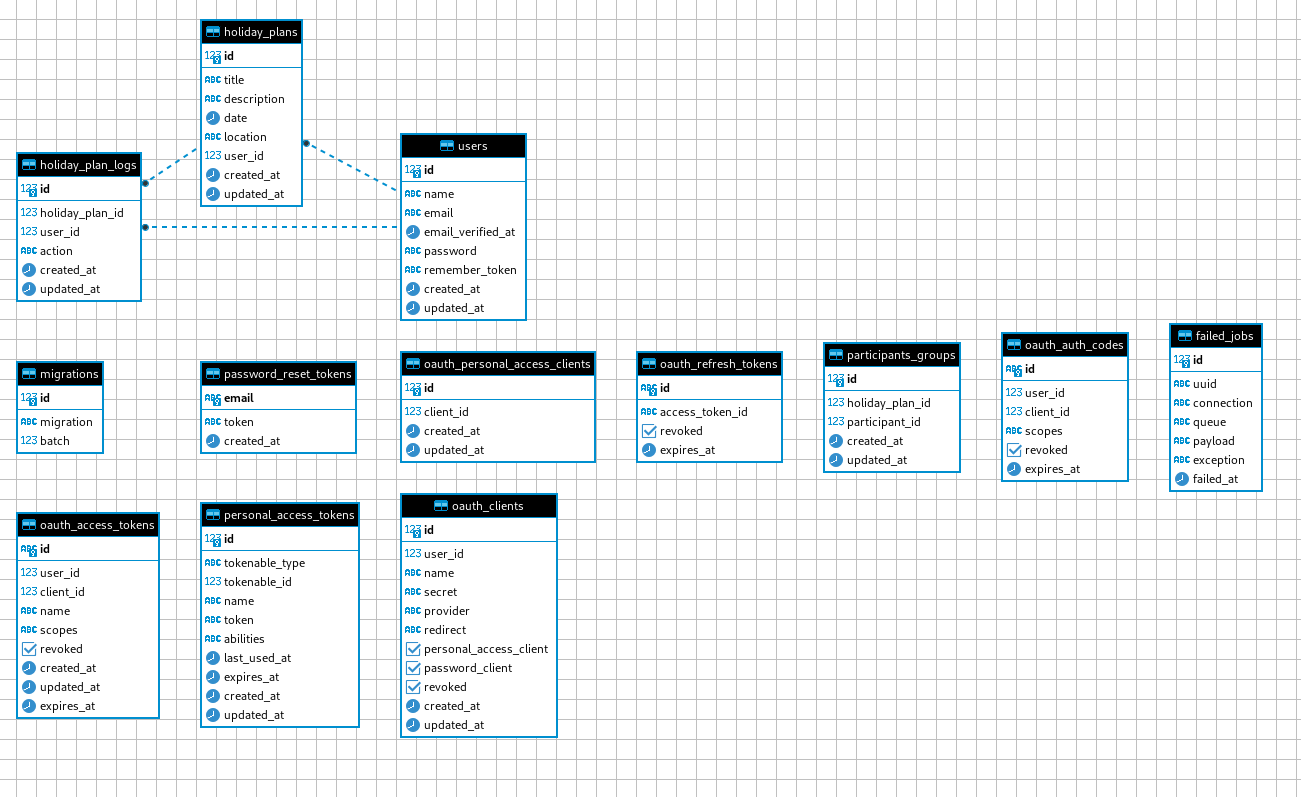 holiday_plans
123 id
ABC title
ABC description
date
ABC location
123 user_id
created_at
updated_at
holiday_plan_logs
123 id
123 holiday_plan_id
123 user_id
ABC action
created_at
updated_at
users
123 id
ABC name
ABC email
email_verified_at
ABC password
ABC remember_token
created_at
updated_at
migrations
123 id
ABC migration
123 batch
password_reset_tokens
ABC email
ABC token
created_at
oauth_personal_access_clients
123 id
123 client_id
created_at
updated_at
oauth_refresh_tokens
ABC id
ABC access_token_id
revoked
expires_at
participants_groups
123 id
123 holiday_plan_id
123 participant_id
created_at
updated_at
oauth_auth_codes
ABC id
123 user_id
123 client_id
ABC scopes
revoked
expires_at
failed_jobs
123 id
ABC uuid
ABC connection
ABC queue
ABC payload
ABC exception
failed_at
oauth_access_tokens
ABC id
123 user_id
123 client_id
ABC name
ABC scopes
revoked
created_at
updated_at
expires_at
personal_access_tokens
123 id
ABC tokenable_type
123 tokenable_id
ABC name
ABC token
ABC abilities
last_used_at
expires_at
created_at
updated_at
oauth_clients
123 id
123 user_id
ABC name
ABC secret
ABC provider
ABC redirect
personal_access_client
password_client
revoked
created_at
updated_at